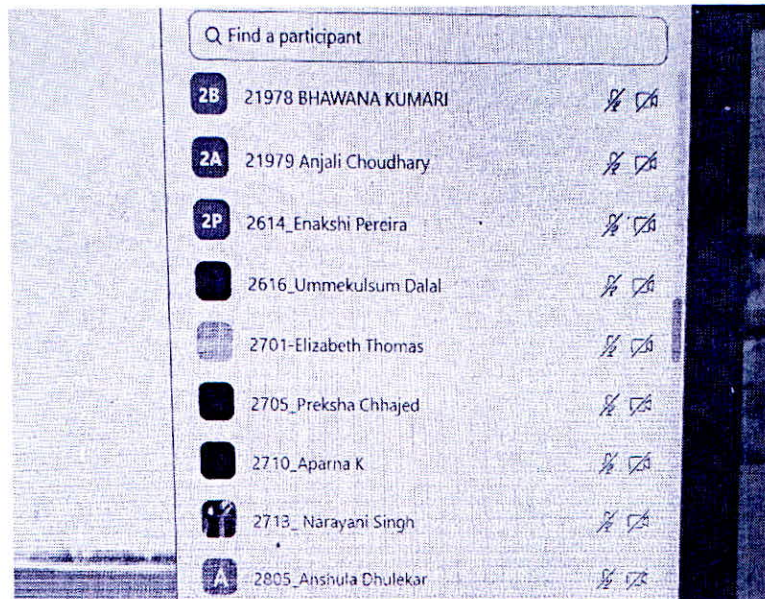 Find a participant
2B 21978 BHAWANA KUMARI
2A 21979 Anjali Choudhary
2P 2614_Enakshi Pereira
2616_Ummekulsum Dalal
2701-Elizabeth Thomas
2705_Preksha Chhajed
2710_Aparna K
2713_ Narayani Singh
A 2805_Anshula Dhulekar